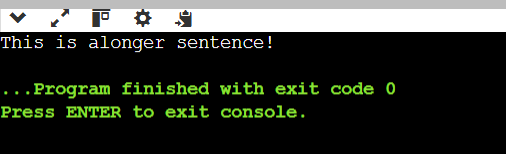 This is alonger sentence!
...Program finished with exit code 0
Press ENTER to exit console.